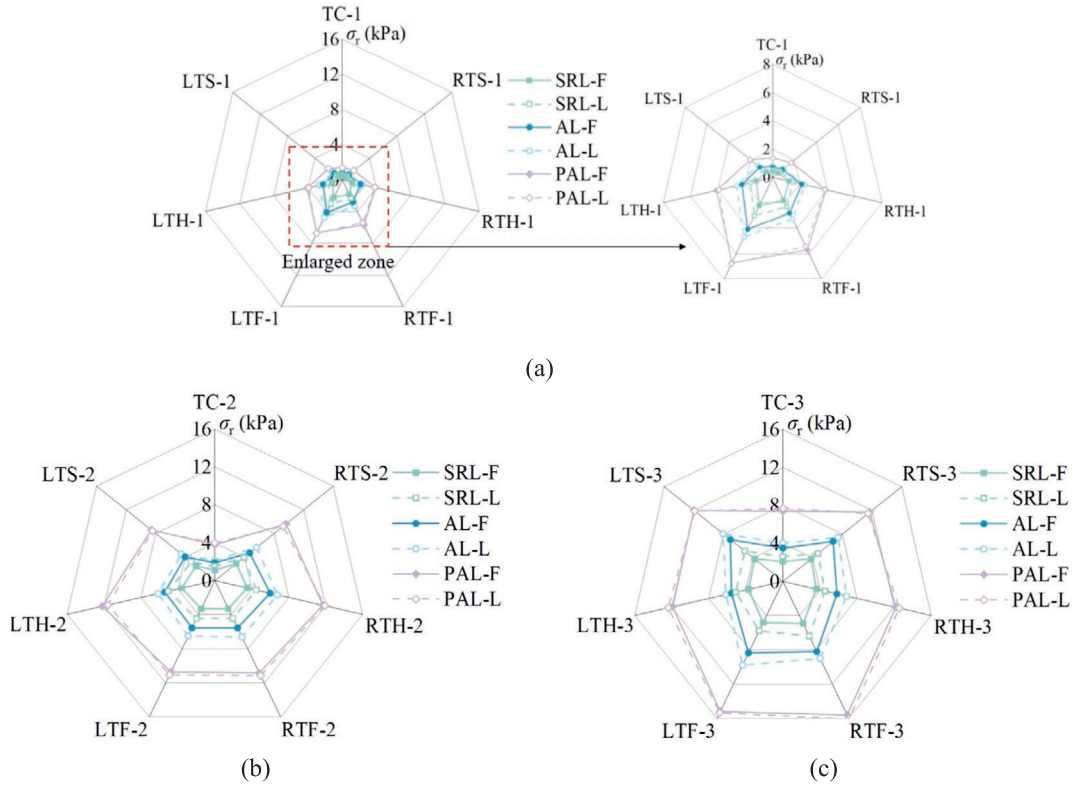 TC-1
16 σr (kPa)
12
8
4
0
LTS-1
RTS-1
LTH-1
RTH-1
LTF-1
RTF-1
Enlarged zone
SRL-F
SRL-L
AL-F
AL-L
PAL-F
PAL-L
TC-1
8 σr (kPa)
6
4
2
0
LTS-1
RTS-1
LTH-1
RTH-1
LTF-1
RTF-1
(a)
TC-2
16 σr (kPa)
12
8
4
0
LTS-2
RTS-2
LTH-2
RTH-2
LTF-2
RTF-2
SRL-F
SRL-L
AL-F
AL-L
PAL-F
PAL-L
(b)
TC-3
16 σr (kPa)
12
8
4
0
LTS-3
RTS-3
LTH-3
RTH-3
LTF-3
RTF-3
SRL-F
SRL-L
AL-F
AL-L
PAL-F
PAL-L
(c)